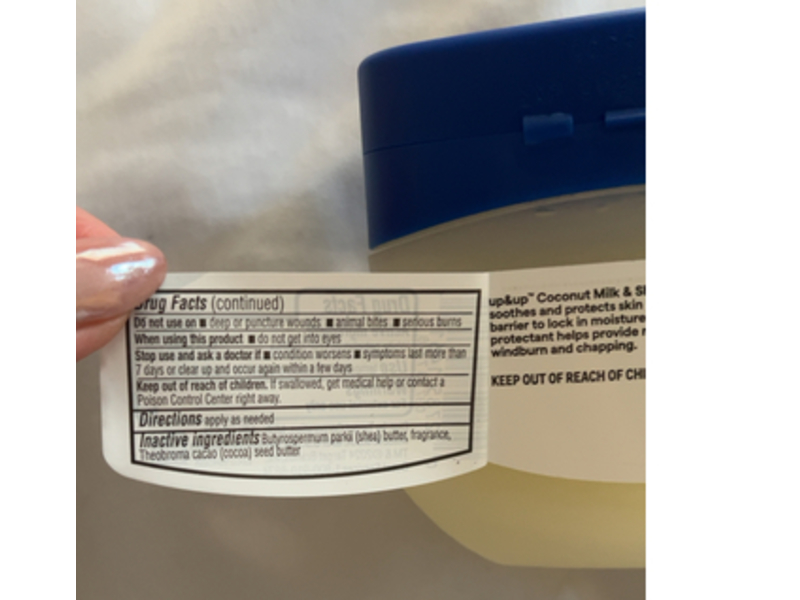 Drug Facts (continued)
Do not use on ■ deep or puncture wounds ■ animal bites ■ serious burns
When using this product ■ do not get into eyes
Stop use and ask a doctor if ■ condition worsens ■ symptoms last more than
7 days or clear up and occur again within a few days
Keep out of reach of children. If swallowed, get medical help or contact a
Poison Control Center right away.
Directions apply as needed
Inactive ingredients Butyrospermum parkii (shea) butter, fragrance,
Theobroma cacao (cocoa) seed butter
up&up™ Coconut Milk &
soothes and protects skin
barrier to lock in moisture
protectant helps provide
windburn and chapping.
KEEP OUT OF REACH OF